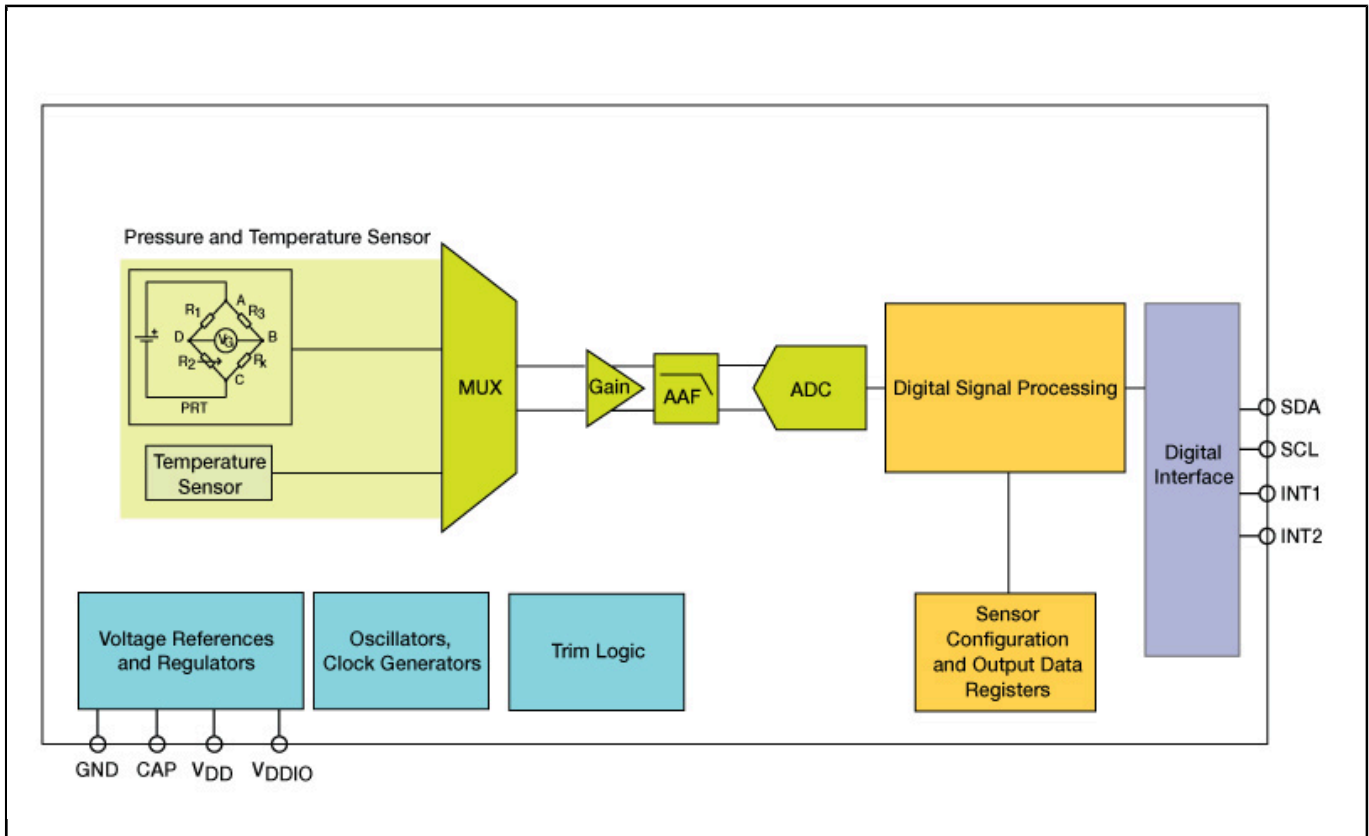 Pressure and Temperature Sensor
A
R1
R3
D
VG
B
R2
Rx
C
PRT
Temperature
Sensor
MUX
Gain
AAF
ADC
Digital Signal Processing
Digital
Interface
SDA
SCL
INT1
INT2
Voltage References
and Regulators
Oscillators,
Clock Generators
Trim Logic
Sensor
Configuration
and Output Data
Registers
GND CAP VDD VDDIO